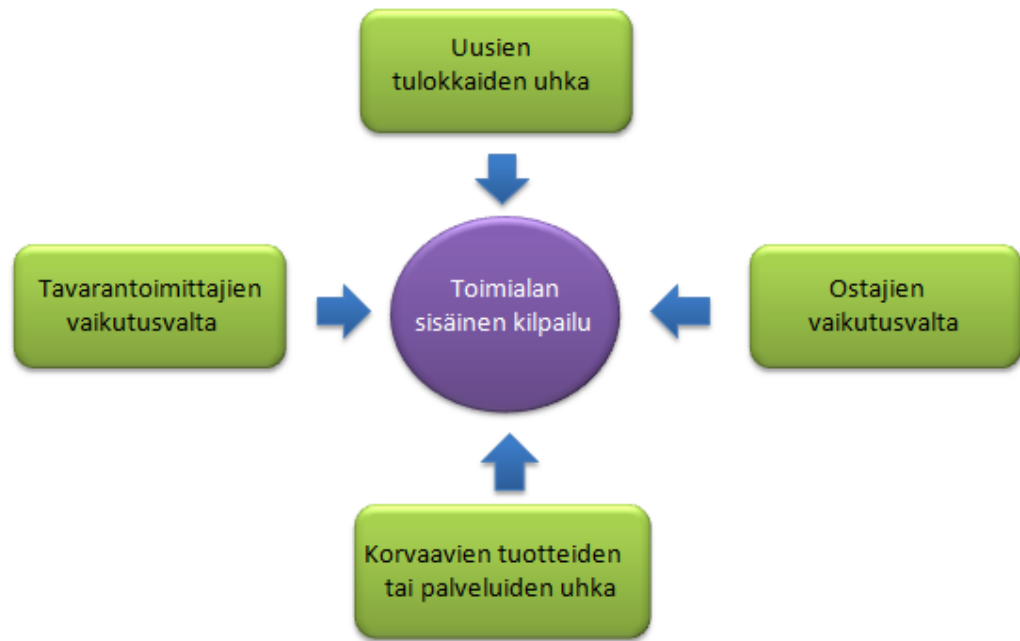 Uusien
tulokkaiden uhka
Tavarantoimittajien
vaikutusvalta
Toimialan
sisäinen kilpailu
Ostajien
vaikutusvalta
Korvaavien tuotteiden
tai palveluiden uhka